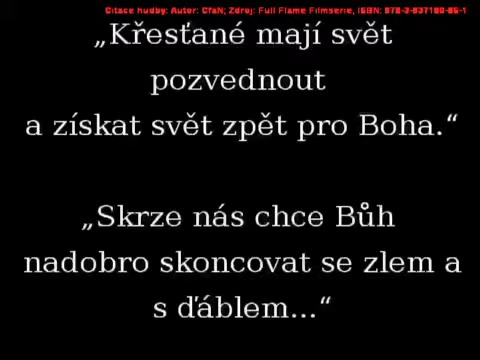 Citace hudby: Autor: CfaN; Zdroj: Full Flame Filmserie, ISBN: 978-3-937180-85-1
„Křesťané mají svět
pozvednout
a získat svět zpět pro Boha.“
„Skrze nás chce Bůh
nadobro skoncovat se zlem a
s ďáblem...“